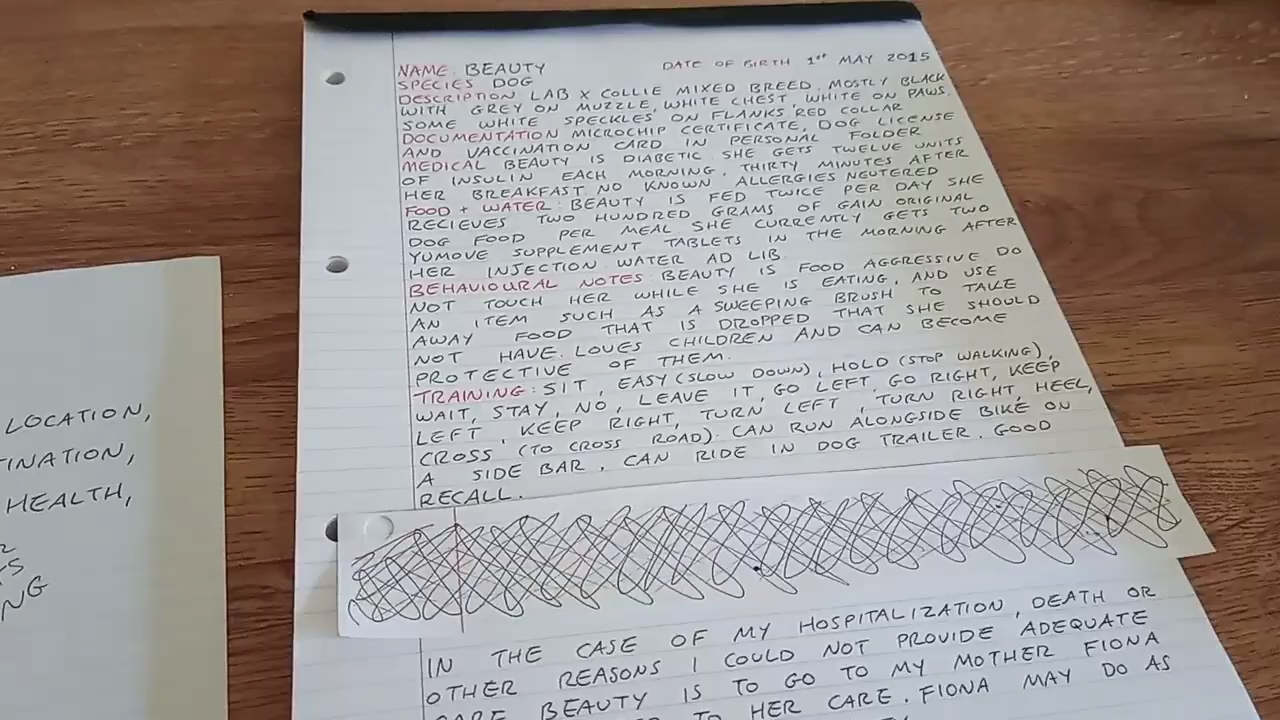 LOCATION,
TINATION,
HEALTH,
NG
NAME: BEAUTY DATE OF BIRTH 1st MAY 2015
SPECIES DOG
DESCRIPTION LAB X COLLIE MIXED BREED. MOSTLY BLACK
WITH GREY ON MUZZLE, WHITE CHEST, WHITE ON PAWS.
SOME WHITE SPECKLES ON FLANKS RED COLLAR
DOCUMENTATION MICROCHIP CERTIFICATE, DOG LICENSE
AND VACCINATION CARD IN PERSONAL FOLDER
MEDICAL BEAUTY IS DIABETIC. SHE GETS TWELVE UNITS
OF INSULIN EACH MORNING, THIRTY MINUTES AFTER
HER BREAKFAST NO KNOWN ALLERGIES NEUTERED
FOOD + WATER: BEAUTY IS FED TWICE PER DAY SHE
RECIEVES TWO HUNDRED GRAMS OF GAIN ORIGINAL
DOG FOOD PER MEAL SHE CURRENTLY GETS TWO
YUMOVE SUPPLEMENT TABLETS IN THE MORNING AFTER
HER INJECTION WATER AD LIB.
BEHAVIOURAL NOTES: BEAUTY IS FOOD AGGRESSIVE DO
NOT TOUCH HER WHILE SHE IS EATING, AND USE
AN ITEM SUCH AS A SWEEPING BRUSH TO TAKE
AWAY FOOD THAT IS DROPPED THAT SHE SHOULD
NOT HAVE. LOVES CHILDREN AND CAN BECOME
PROTECTIVE OF THEM.
TRAINING: SIT, EASY (SLOW DOWN), HOLD (STOP WALKING),
WAIT, STAY, NO, LEAVE IT, GO LEFT, GO RIGHT, KEEP
LEFT, KEEP RIGHT, TURN LEFT, TURN RIGHT, HEEL,
CROSS (TO CROSS ROAD). CAN RUN ALONGSIDE BIKE ON
A SIDE BAR, CAN RIDE IN DOG TRAILER. GOOD
RECALL.
IN THE CASE OF MY HOSPITALIZATION, DEATH OR
OTHER REASONS I COULD NOT PROVIDE ADEQUATE
CARE BEAUTY IS TO GO TO MY MOTHER FIONA
TO HER CARE. FIONA MAY DO AS